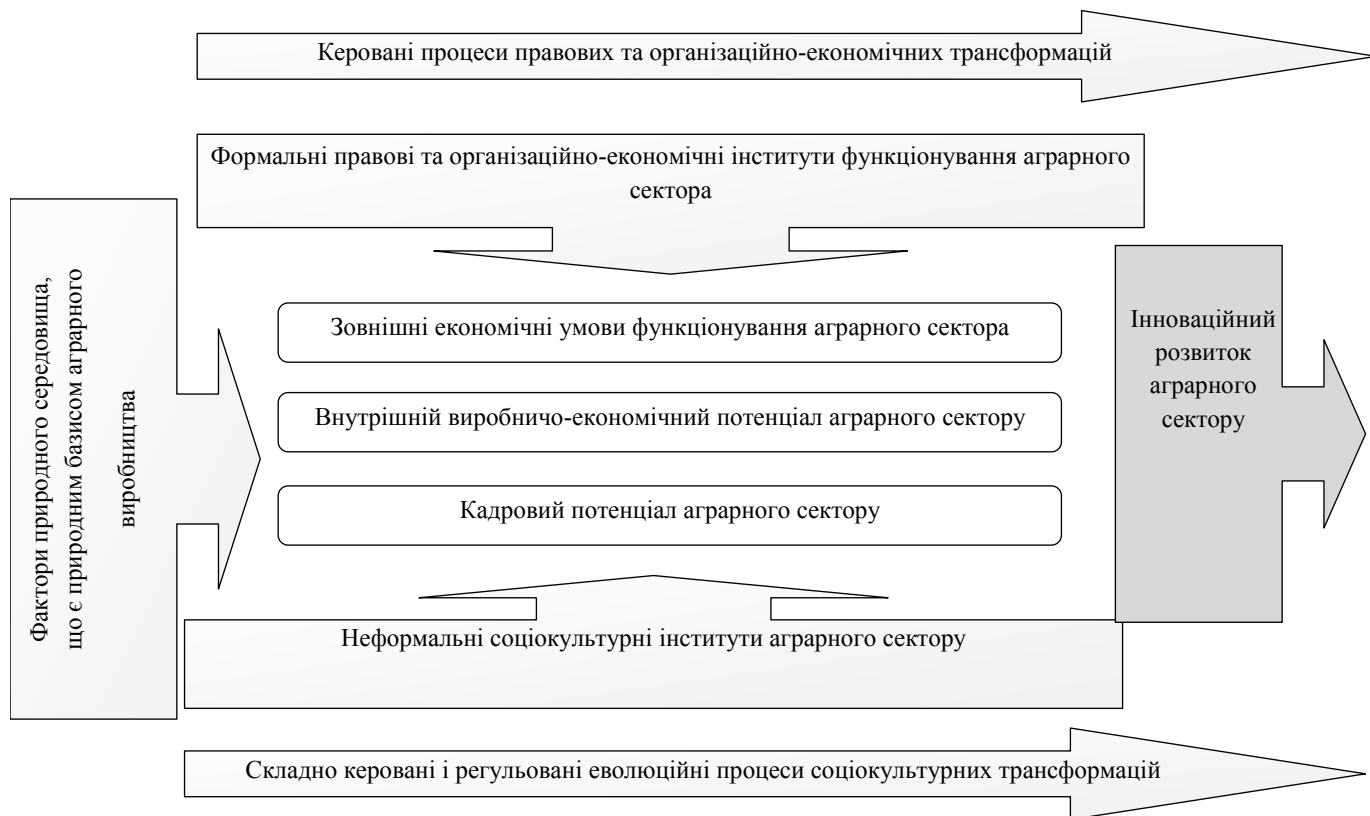 Керовані процеси правових та організаційно-економічних трансформацій
Формальні правові та організаційно-економічні інститути функціонування аграрного
сектора
Фактори природного середовища,
що є природним базисом аграрного
виробництва
Зовнішні економічні умови функціонування аграрного сектора
Внутрішній виробничо-економічний потенціал аграрного сектору
Кадровий потенціал аграрного сектору
Інноваційний
розвиток
аграрного
сектору
Неформальні соціокультурні інститути аграрного сектору
Складно керовані і регульовані еволюційні процеси соціокультурних трансформацій